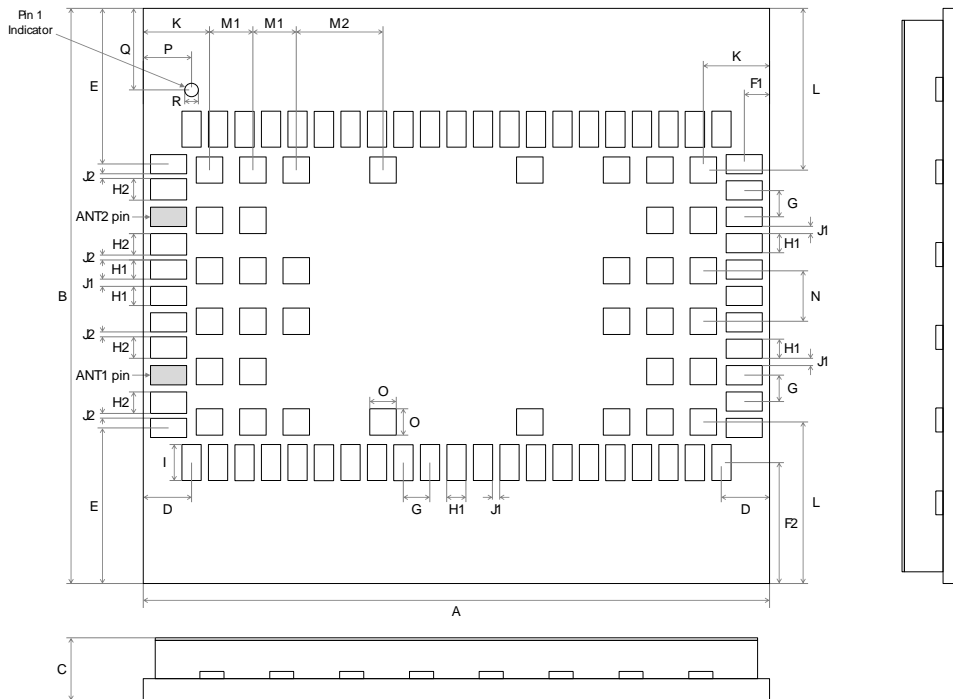 Pin 1
Indicator
K
M1
M1
M2
Q
P
E
R
K
F1
L
J2
H2
G
ANT2 pin
J1
H2
H1
J2
H1
J1
H1
B
N
J2
H2
H1
J1
ANT1 pin
G
O
H2
O
J2
I
L
E
D
G
H1
J1
D
F2
A
C